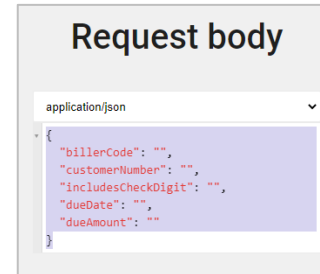 Request body
application/json
{
"billerCode": "",
"customerNumber": "",
"includesCheckDigit": "",
"dueDate": "",
"dueAmount": ""
}